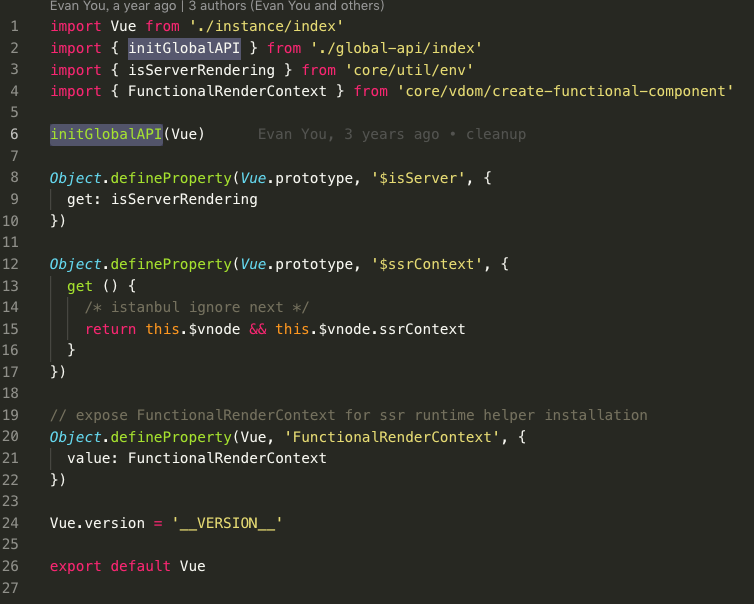 Evan You, a year ago | 3 authors (Evan You and others)
1 import Vue from './instance/index'
2 import { initGlobalAPI } from './global-api/index'
3 import { isServerRendering } from 'core/util/env'
4 import { FunctionalRenderContext } from 'core/vdom/create-functional-component'
5
6 initGlobalAPI(Vue) Evan You, 3 years ago • cleanup
7
8 Object.defineProperty(Vue.prototype, '$isServer', {
9 get: isServerRendering
10 })
11
12 Object.defineProperty(Vue.prototype, '$ssrContext', {
13 get () {
14 /* istanbul ignore next */
15 return this.$vnode && this.$vnode.ssrContext
16 }
17 })
18
19 // expose FunctionalRenderContext for ssr runtime helper installation
20 Object.defineProperty(Vue, 'FunctionalRenderContext', {
21 value: FunctionalRenderContext
22 })
23
24 Vue.version = '__VERSION__'
25
26 export default Vue
27